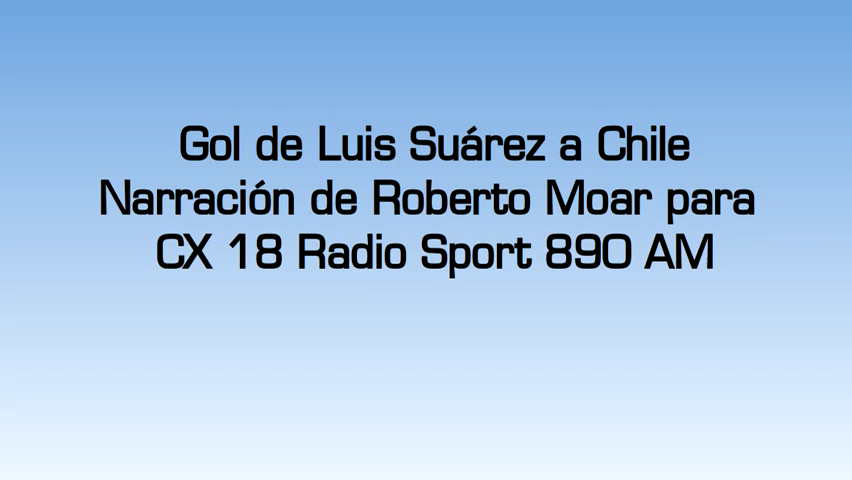 Gol de Luis Suárez a Chile
Narración de Roberto Moar para
CX 18 Radio Sport 890 AM